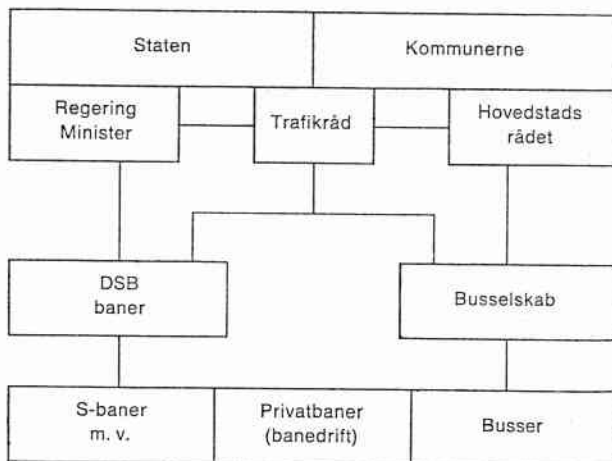 Staten
Kommunerne
Regering
Minister
Trafikråd
Hovedstads
rådet
DSB
baner
Busselskab
S-baner
m. v.
Privatbaner
(banedrift)
Busser